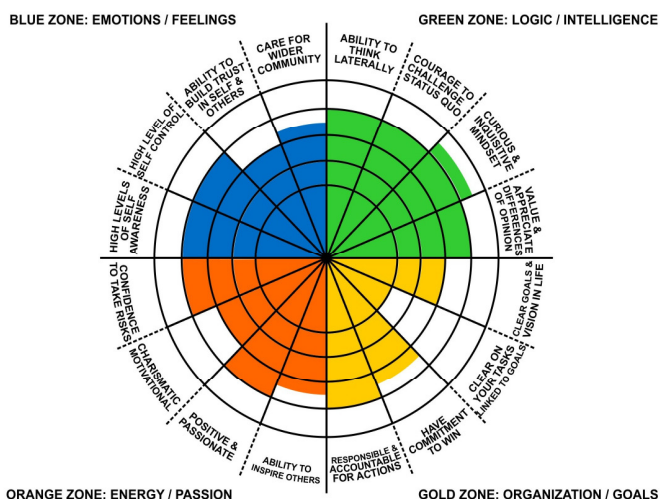 BLUE ZONE: EMOTIONS / FEELINGS
GREEN ZONE: LOGIC / INTELLIGENCE
CARE FOR
WIDER
COMMUNITY
ABILITY TO
THINK
LATERALLY
COURAGE TO
CHALLENGE
STATUS QUO
CURIOUS &
INQUISITIVE
MINDSET
VALUE &
APPRECIATE
DIFFERENCES
OF OPINION
CLEAR GOALS &
VISION IN LIFE
CLEAR ON
YOUR TASKS
LINKED TO GOALS
HAVE
COMMITMENT
TO WIN
RESPONSIBLE &
ACCOUNTABLE
FOR ACTIONS
ABILITY TO
INSPIRE OTHERS
POSITIVE &
PASSIONATE
CHARISMATIC
MOTIVATIONAL
CONFIDENCE
TO TAKE RISKS
HIGH LEVELS
OF SELF
AWARENESS
HIGH LEVEL OF
SELF CONTROL
ABILITY TO
BUILD TRUST
IN SELF &
OTHERS
ORANGE ZONE: ENERGY / PASSION
GOLD ZONE: ORGANIZATION / GOALS